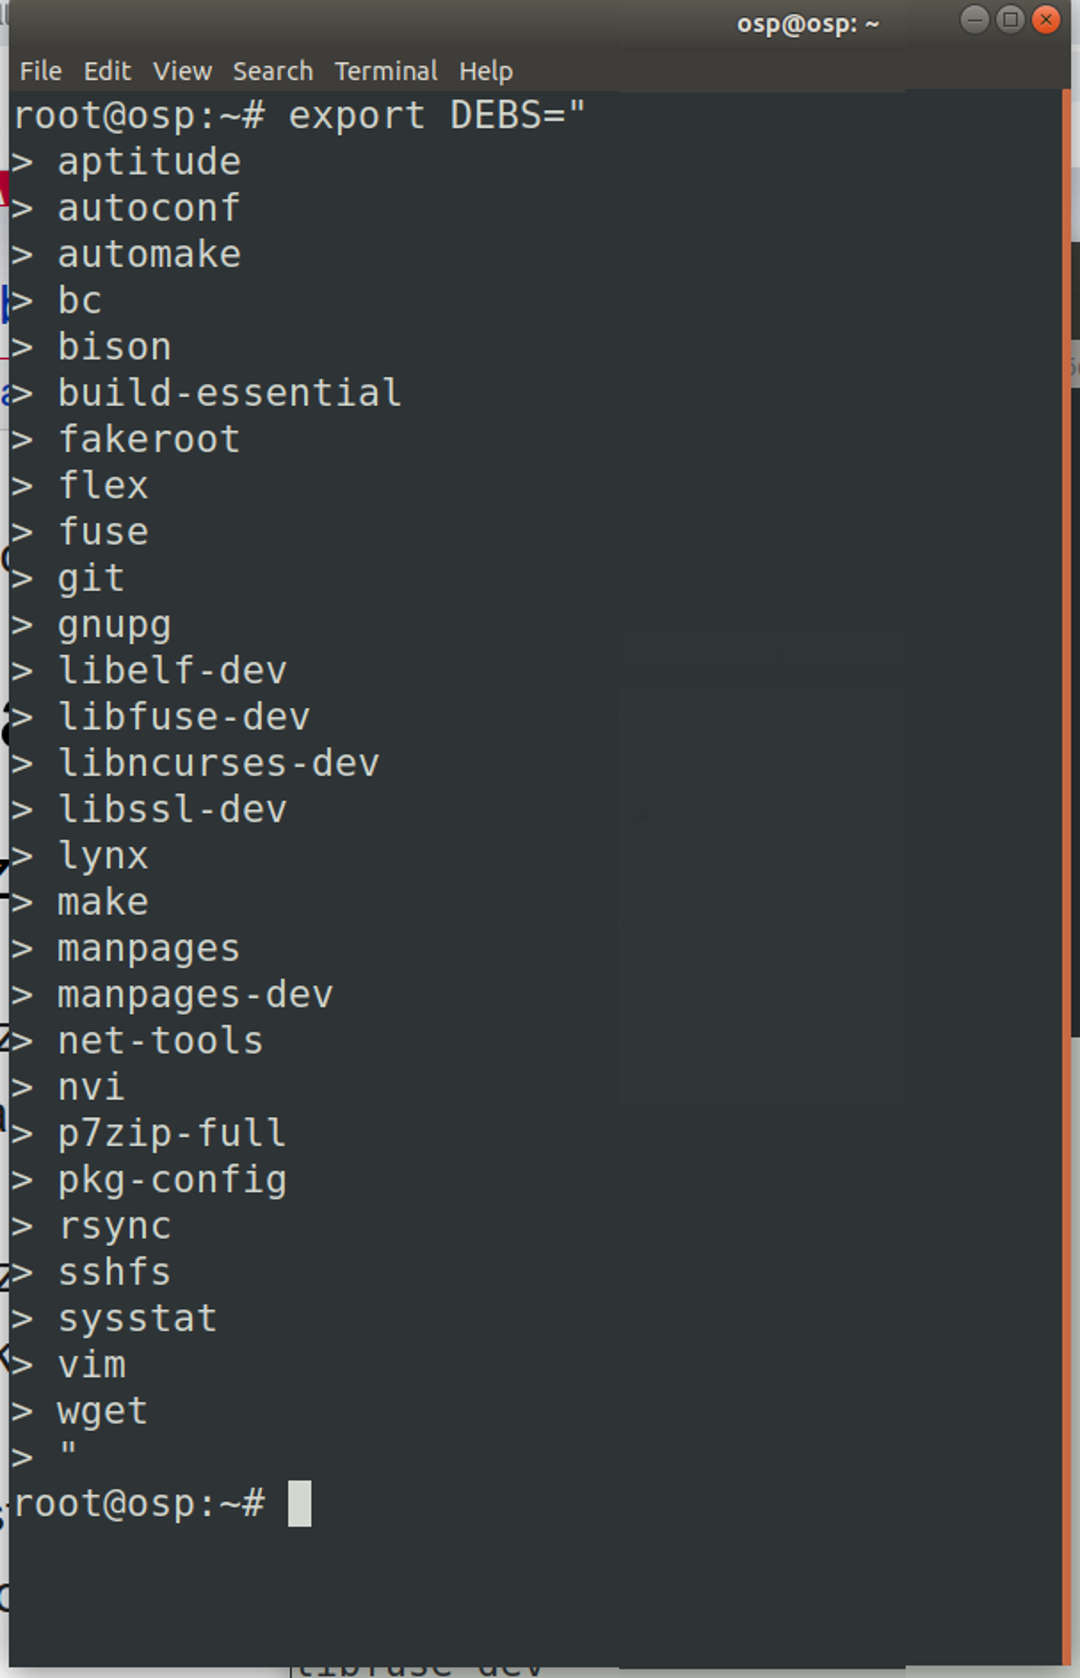 osp@osp: ~
File Edit View Search Terminal Help
root@osp:~# export DEBS="
> aptitude
> autoconf
> automake
> bc
> bison
> build-essential
> fakeroot
> flex
> fuse
> git
> gnupg
> libelf-dev
> libfuse-dev
> libncurses-dev
> libssl-dev
> lynx
> make
> manpages
> manpages-dev
> net-tools
> nvi
> p7zip-full
> pkg-config
> rsync
> sshfs
> sysstat
> vim
> wget
> "
root@osp:~#
libfuse-dev